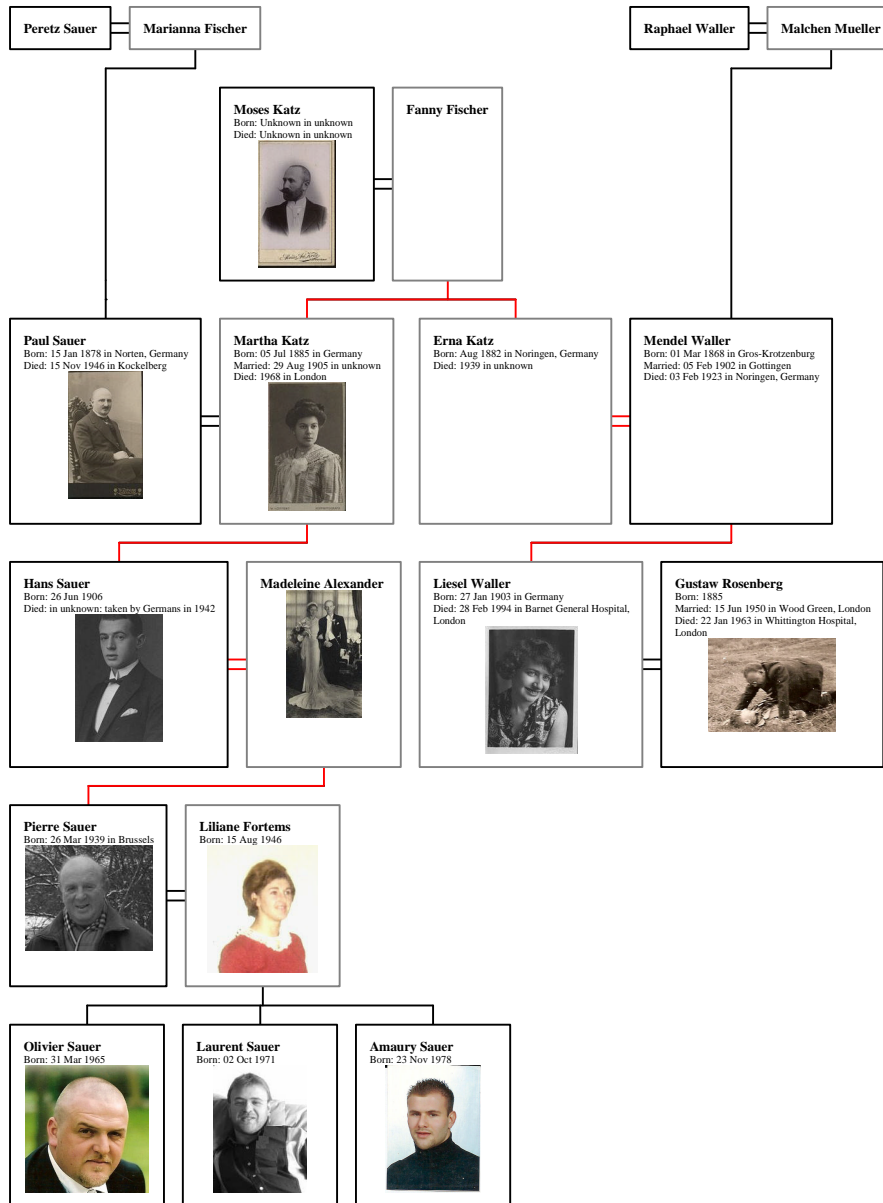 Peretz Sauer
Marianna Fischer
Raphael Waller
Malchen Mueller
Moses Katz
Born: Unknown in unknown
Died: Unknown in unknown
Fanny Fischer
Paul Sauer
Born: 15 Jan 1878 in Norten, Germany
Died: 15 Nov 1946 in Kockelberg
Martha Katz
Born: 05 Jul 1885 in Germany
Married: 29 Aug 1905 in unknown
Died: 1968 in London
Erna Katz
Born: Aug 1882 in Noringen, Germany
Died: 1939 in unknown
Mendel Waller
Born: 01 Mar 1868 in Gros-Krotzenburg
Married: 05 Feb 1902 in Gottingen
Died: 03 Feb 1923 in Noringen, Germany
Hans Sauer
Born: 26 Jun 1906
Died: in unknown: taken by Germans in 1942
Madeleine Alexander
Liesel Waller
Born: 27 Jan 1903 in Germany
Died: 28 Feb 1994 in Barnet General Hospital,
London
Gustaw Rosenberg
Born: 1885
Married: 15 Jun 1950 in Wood Green, London
Died: 22 Jan 1963 in Whittington Hospital,
London
Pierre Sauer
Born: 26 Mar 1939 in Brussels
Liliane Fortems
Born: 15 Aug 1946
Olivier Sauer
Born: 31 Mar 1965
Laurent Sauer
Born: 02 Oct 1971
Amaury Sauer
Born: 23 Nov 1978